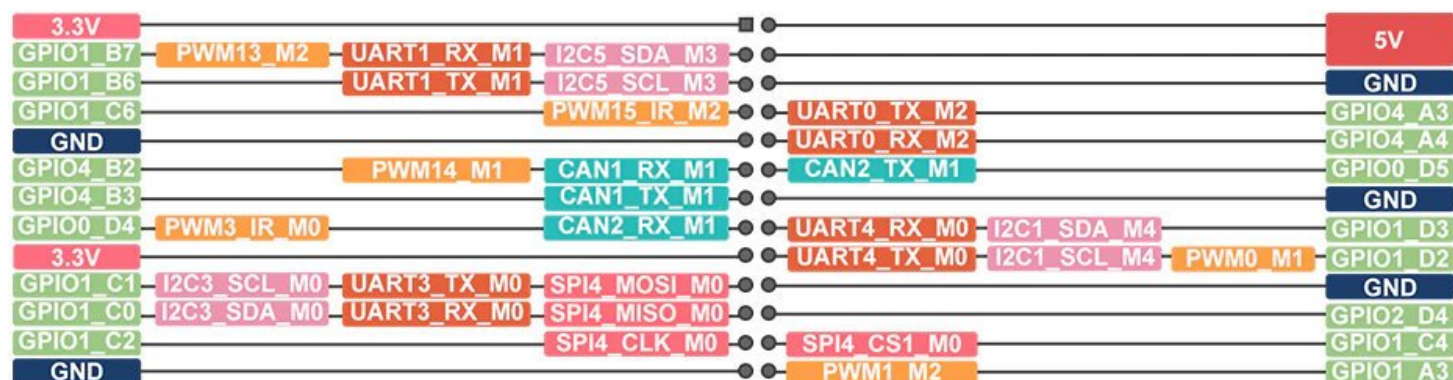 3.3V 5V
GPIO1_B7 PWM13_M2 UART1_RX_M1 I2C5_SDA_M3
GPIO1_B6 UART1_TX_M1 I2C5_SCL_M3 GND
GPIO1_C6 PWM15_IR_M2 UART0_TX_M2 GPIO4_A3
GND UART0_RX_M2 GPIO4_A4
GPIO4_B2 PWM14_M1 CAN1_RX_M1 CAN2_TX_M1 GPIO0_D5
GPIO4_B3 CAN1_TX_M1 GND
GPIO0_D4 PWM3_IR_M0 CAN2_RX_M1 UART4_RX_M0 I2C1_SDA_M4 GPIO1_D3
3.3V UART4_TX_M0 I2C1_SCL_M4 PWM0_M1 GPIO1_D2
GPIO1_C1 I2C3_SCL_M0 UART3_TX_M0 SPI4_MOSI_M0 GND
GPIO1_C0 I2C3_SDA_M0 UART3_RX_M0 SPI4_MISO_M0 GPIO2_D4
GPIO1_C2 SPI4_CLK_M0 SPI4_CS1_M0 GPIO1_C4
GND PWM1_M2 GPIO1_A3